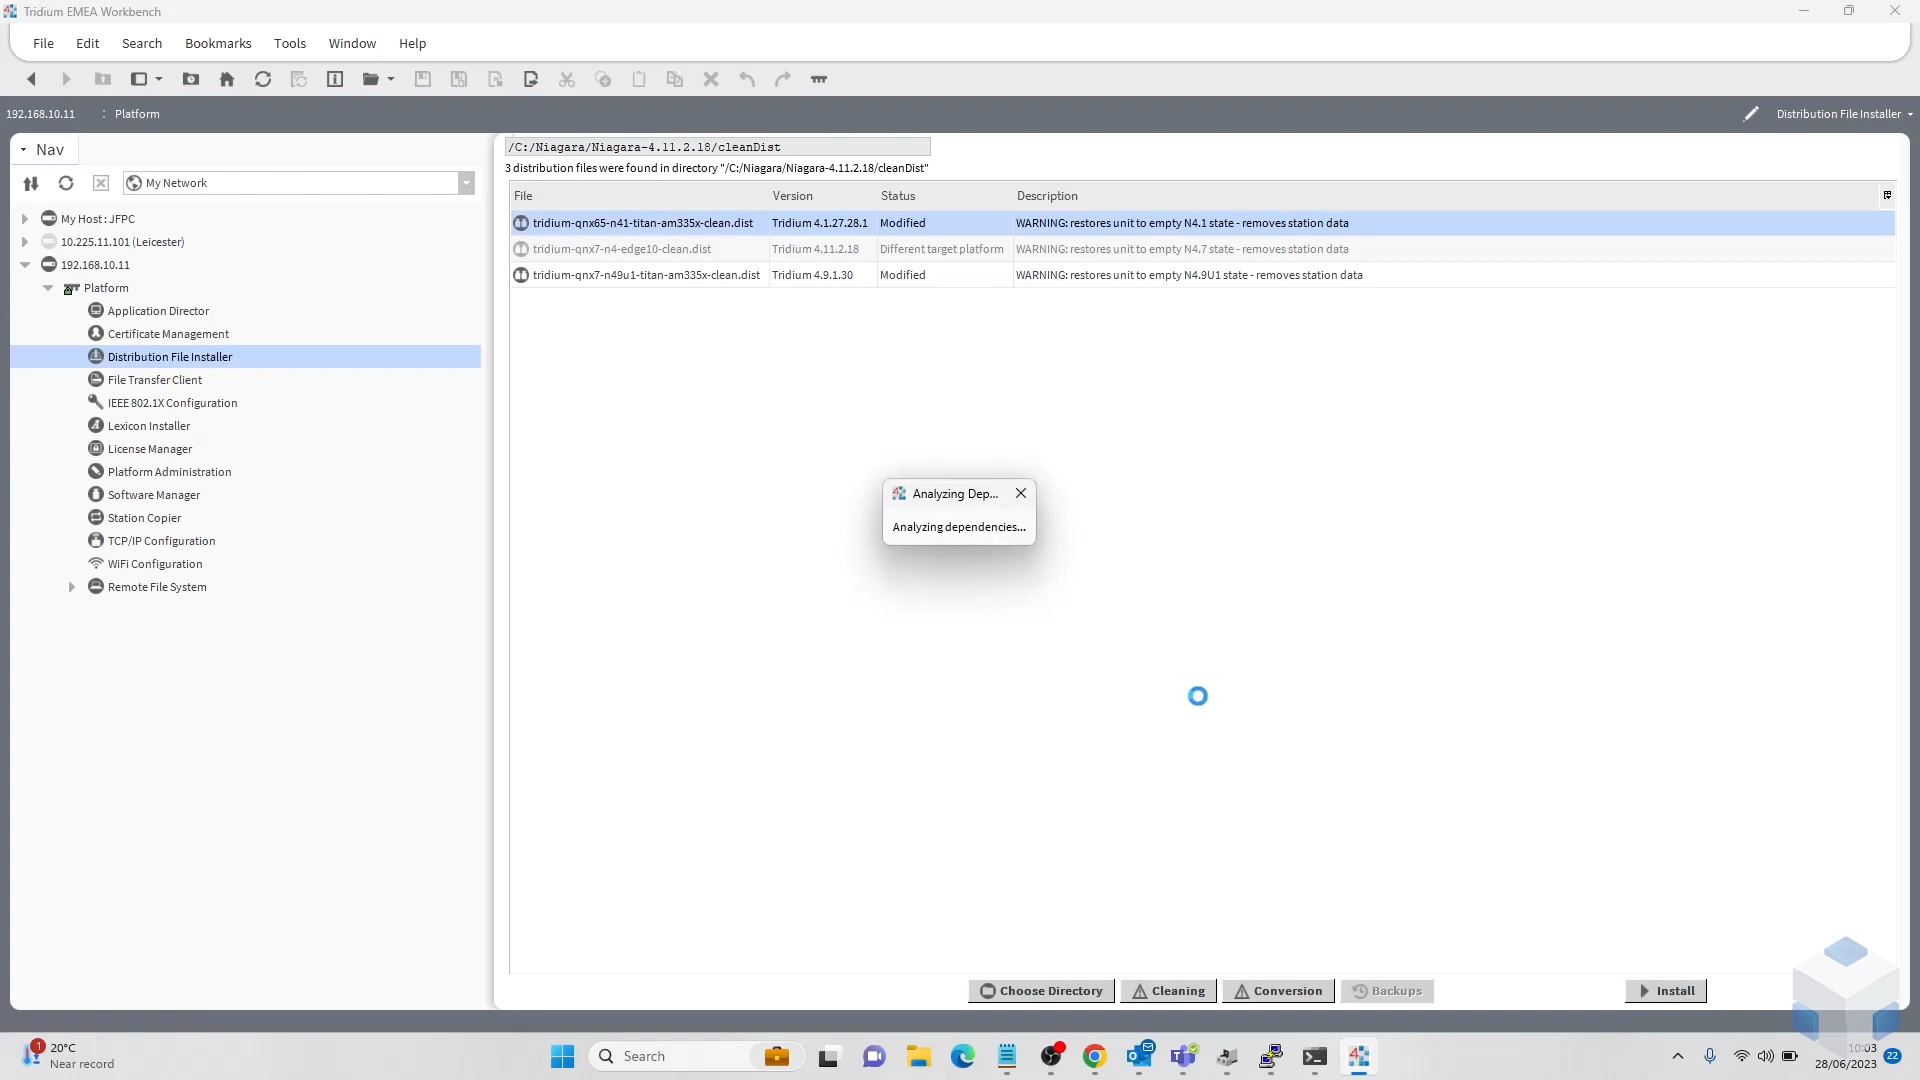 Tridium EMEA Workbench
File Edit Search Bookmarks Tools Window Help
192.168.10.11 : Platform Distribution File Installer
Nav
My Network
My Host : JFPC
10.225.11.101 (Leicester)
192.168.10.11
Platform
Application Director
Certificate Management
Distribution File Installer
File Transfer Client
IEEE 802.1X Configuration
Lexicon Installer
License Manager
Platform Administration
Software Manager
Station Copier
TCP/IP Configuration
WiFi Configuration
Remote File System
/C:/Niagara/Niagara-4.11.2.18/cleanDist
3 distribution files were found in directory "/C:/Niagara/Niagara-4.11.2.18/cleanDist"
File Version Status Description
tridium-qnx65-n41-titan-am335x-clean.dist Tridium 4.1.27.28.1 Modified WARNING: restores unit to empty N4.1 state - removes station data
tridium-qnx7-n4-edge10-clean.dist Tridium 4.11.2.18 Different target platform WARNING: restores unit to empty N4.7 state - removes station data
tridium-qnx7-n49u1-titan-am335x-clean.dist Tridium 4.9.1.30 Modified WARNING: restores unit to empty N4.9U1 state - removes station data
Analyzing Dep...
Analyzing dependencies...
Choose Directory Cleaning Conversion Backups Install
1
20°C
Near record
Search
10:03
28/06/2023
22